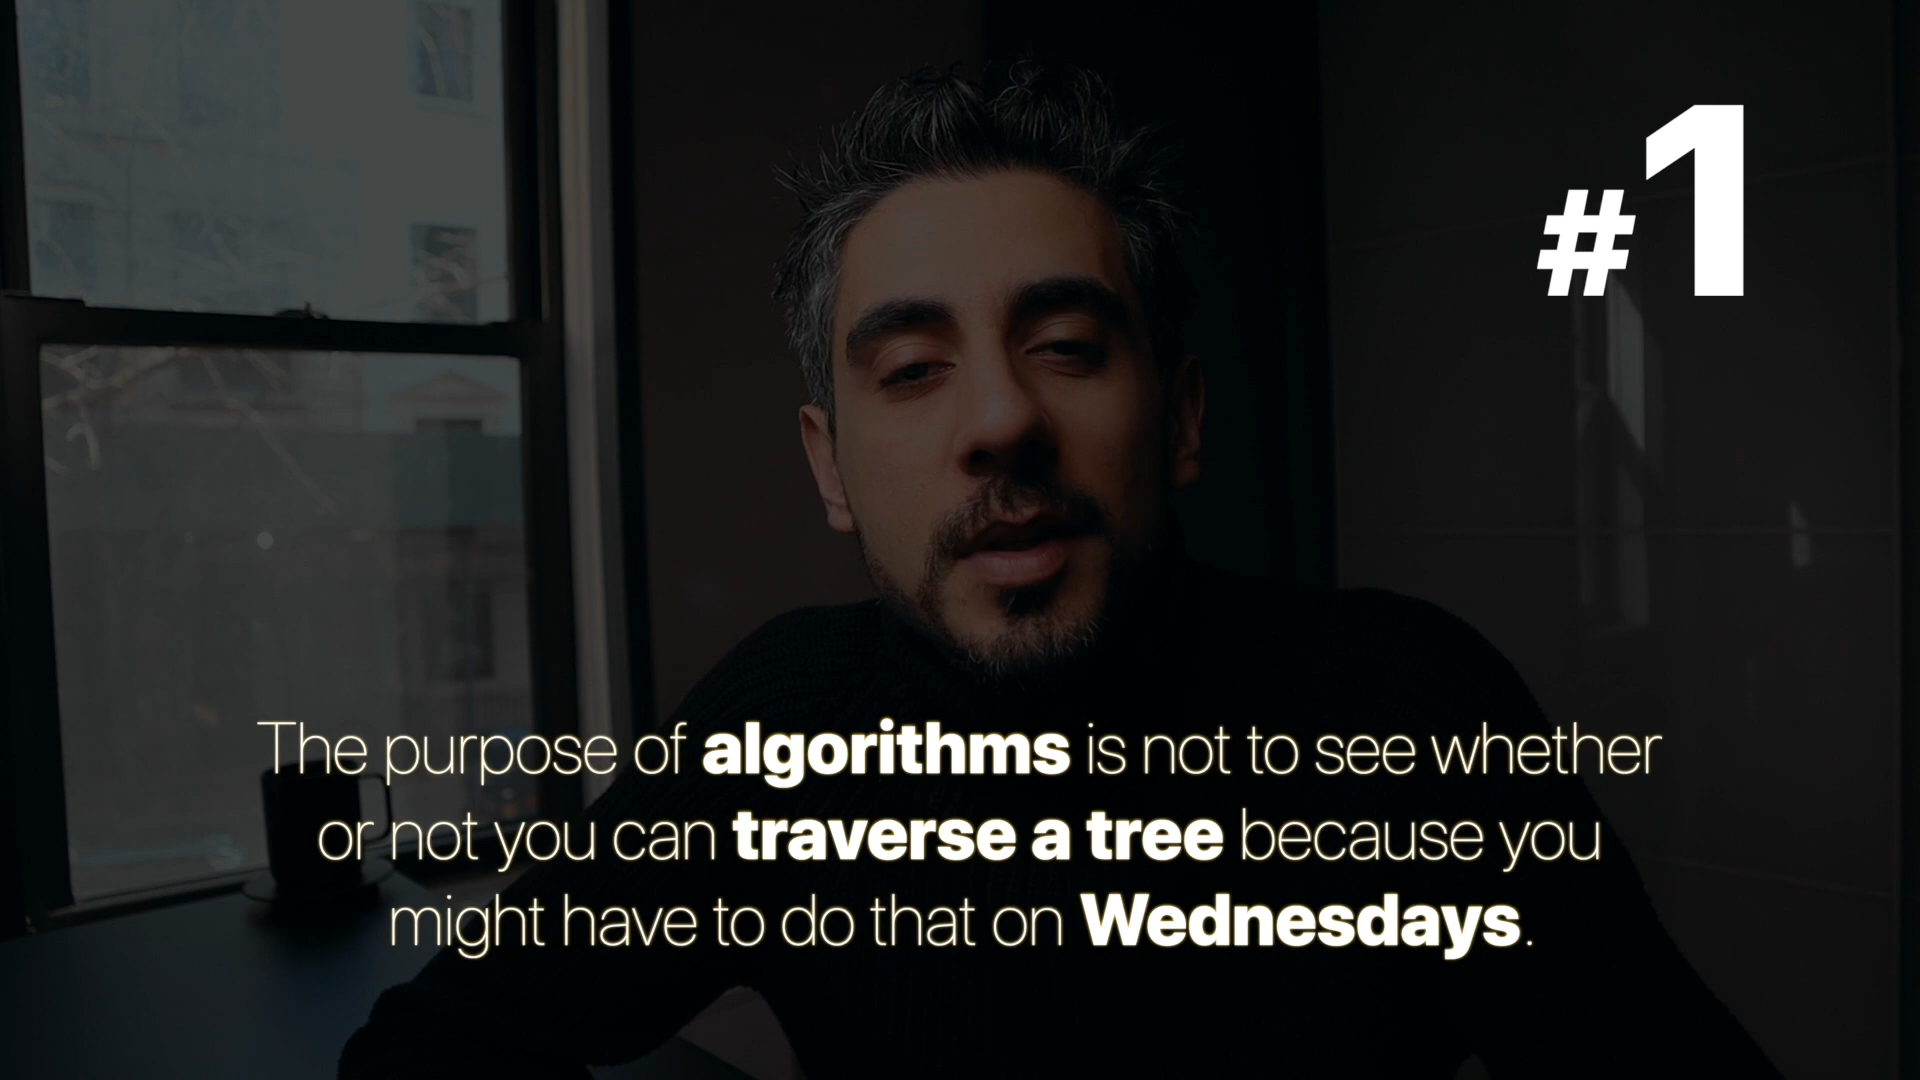 #1
The purpose of algorithms is not to see whether
or not you can traverse a tree because you
might have to do that on Wednesdays.